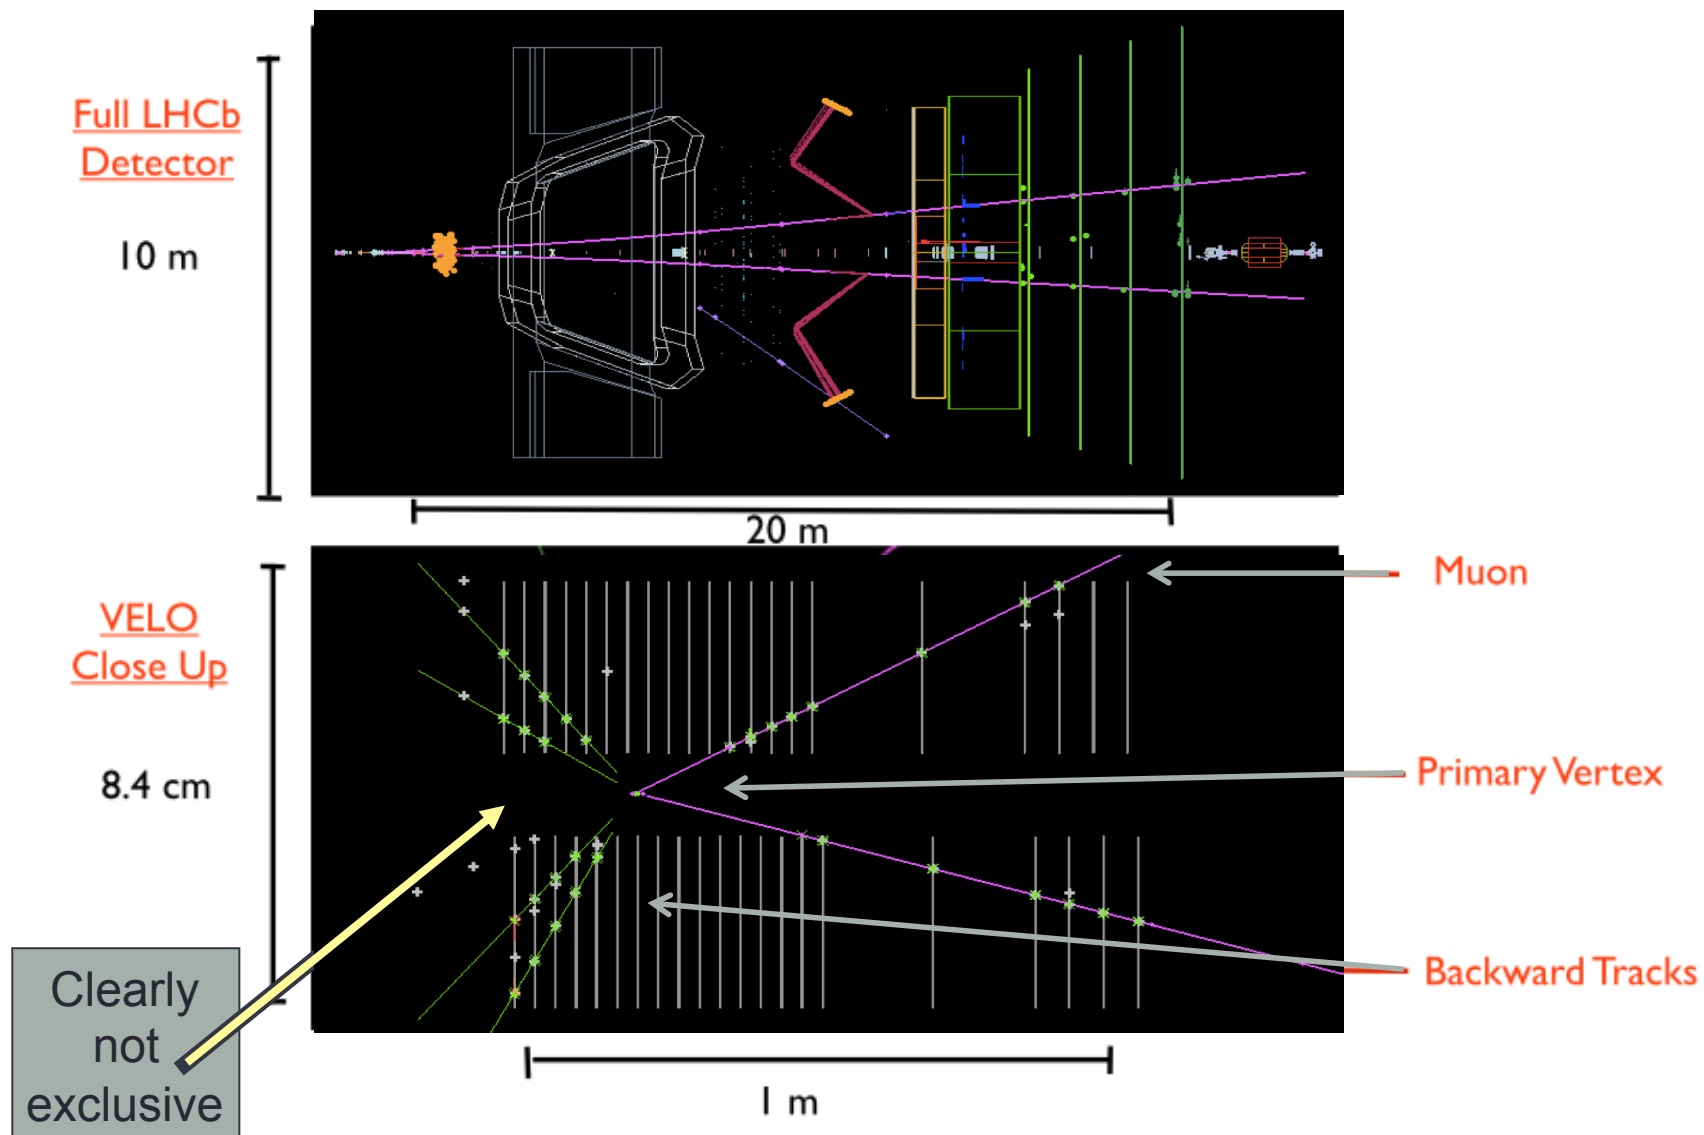 Full LHCb
Detector
10 m
20 m
VELO
Close Up
8.4 cm
Muon
Primary Vertex
Backward Tracks
Clearly
not
exclusive
1 m